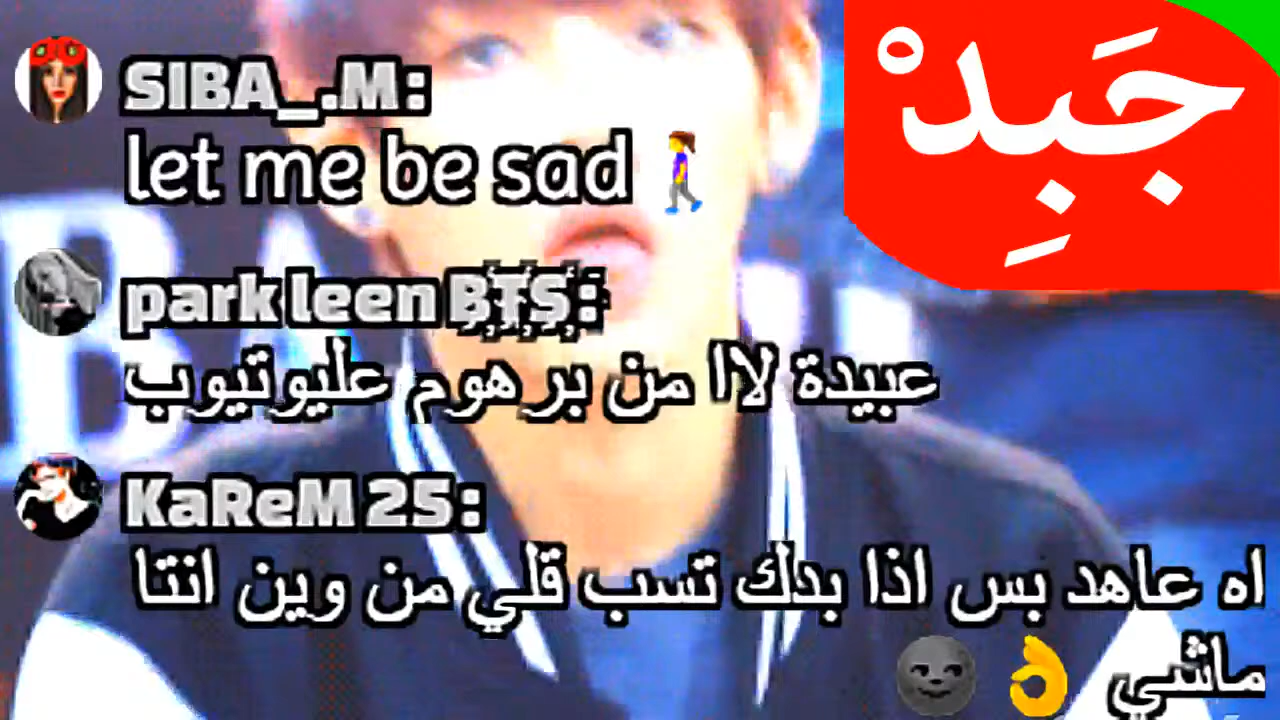 جَبِدْ
SIBA_.M:
let me be sad 🚶‍♀️
park leen BTS:
عبيدة لاا من برهوم عليوتيوب
KaReM 25:
اه عاهد بس اذا بدك تسب قلي من وين انتا
ماشي 👌 🌚